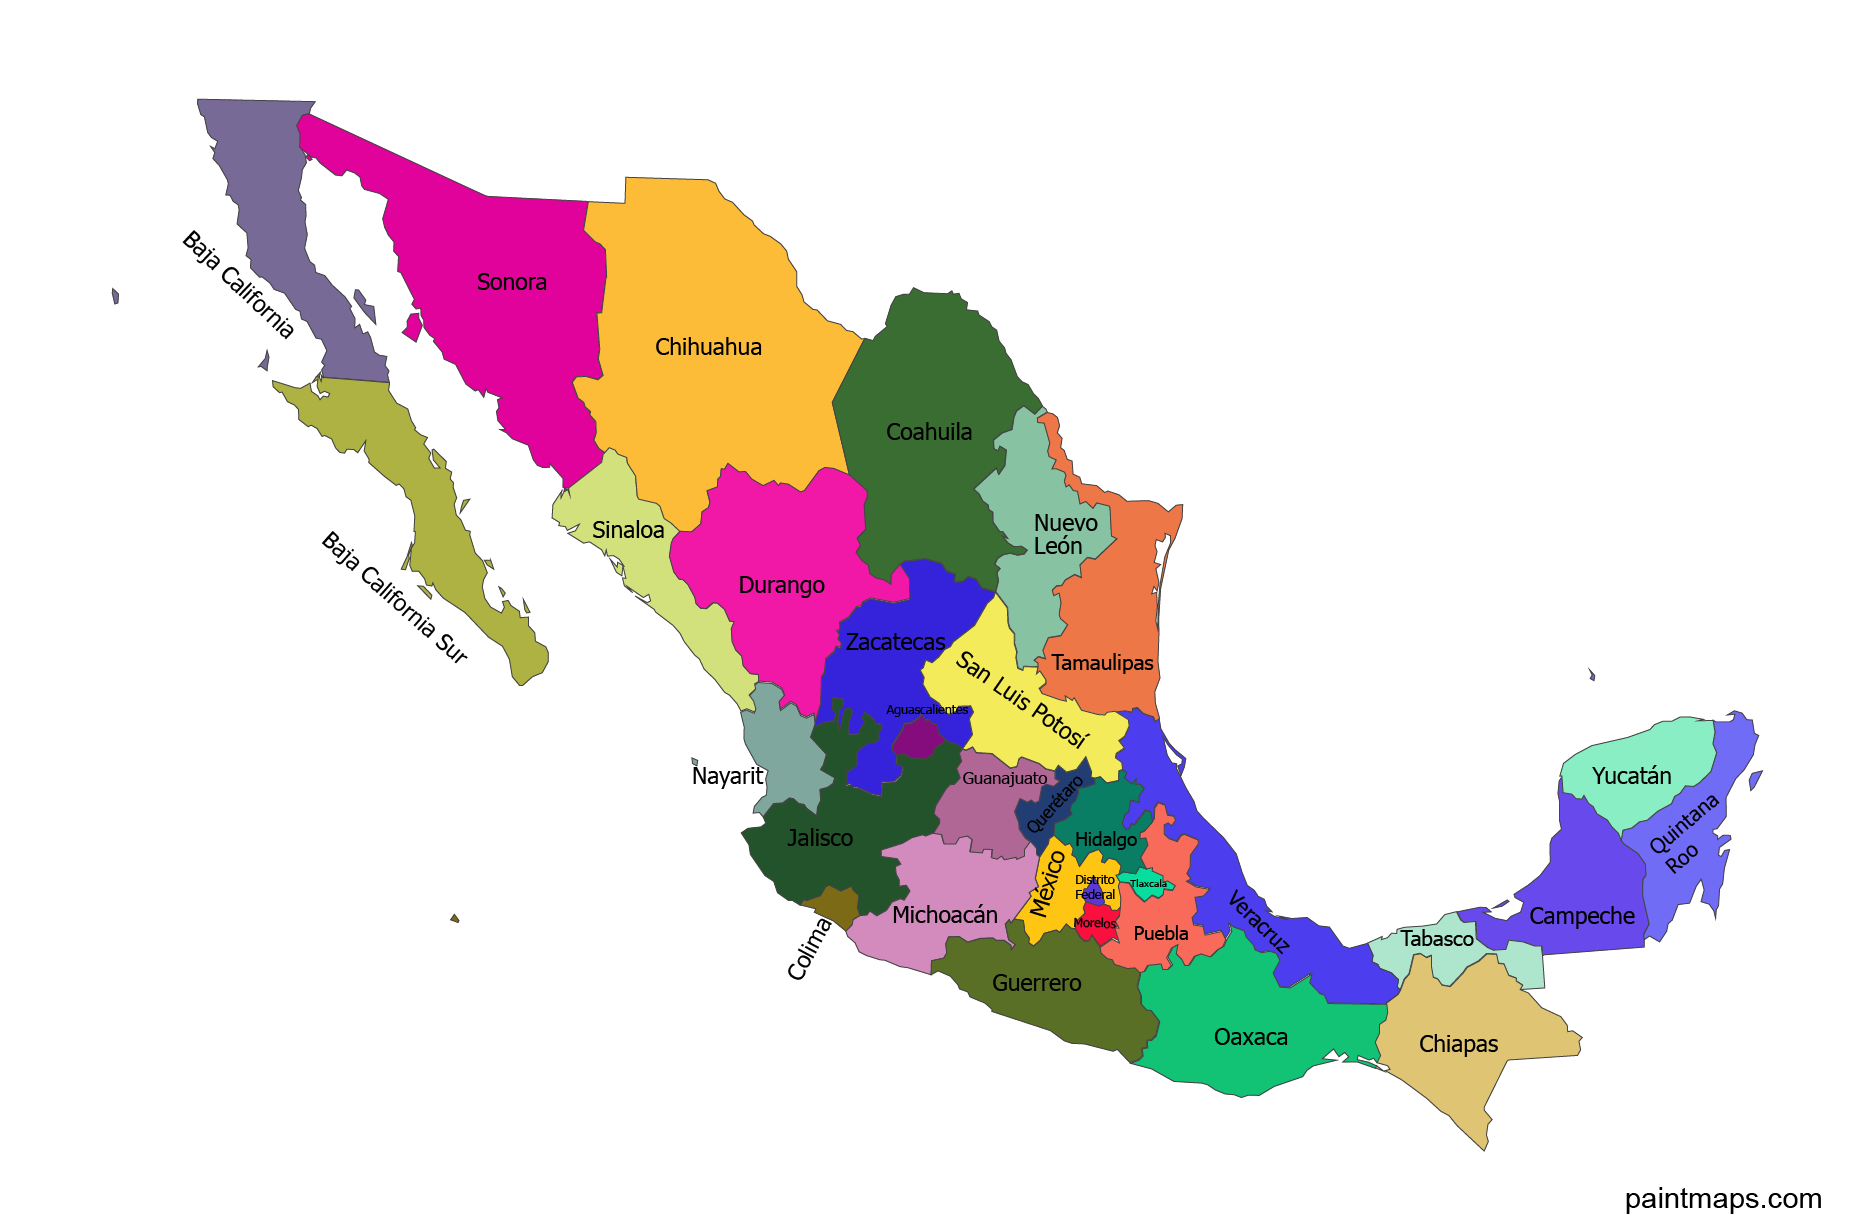 Baja California
Sonora
Chihuahua
Coahuila
Baja California Sur
Sinaloa
Nuevo
León
Durango
Zacatecas
Tamaulipas
San Luis Potosí
Aguascalientes
Nayarit
Guanajuato
Querétaro
Yucatán
Quintana
Roo
Jalisco
Hidalgo
México
Distrito
Federal
Tlaxcala
Michoacán
Morelos
Puebla
Veracruz
Campeche
Tabasco
Colima
Guerrero
Oaxaca
Chiapas
paintmaps.com